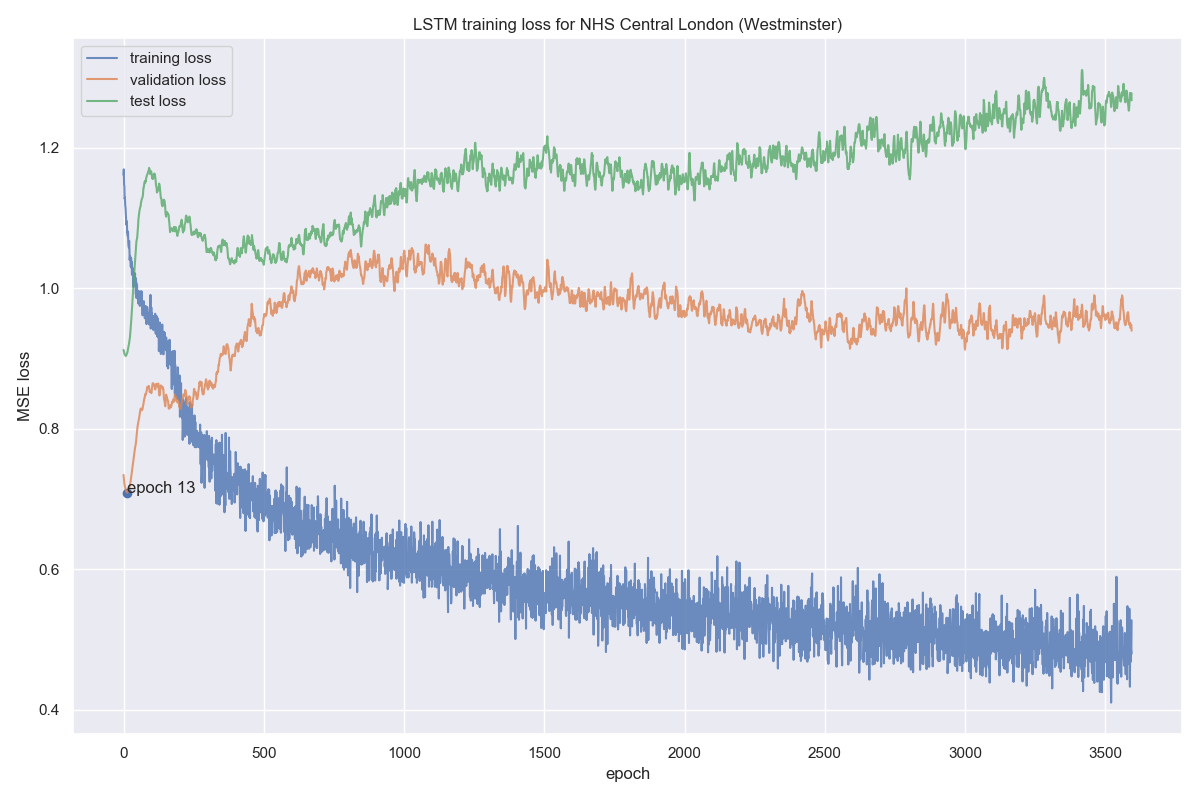 LSTM training loss for NHS Central London (Westminster)
training loss
validation loss
test loss
1.2
1.0
0.8
0.6
0.4
MSE loss
epoch 13
0 500 1000 1500 2000 2500 3000 3500
epoch